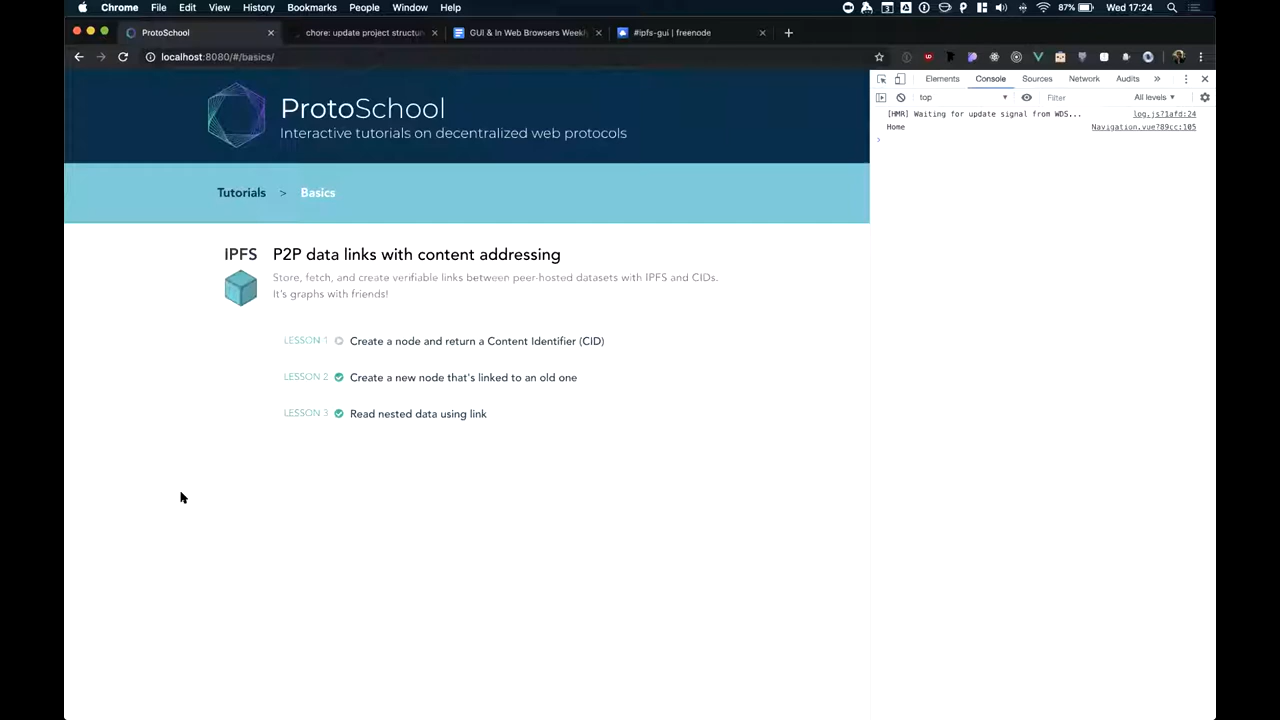 Chrome File Edit View History Bookmarks People Window Help 87% Wed 17:24
ProtoSchool chore: update project structur GUI & In Web Browsers Weekly #ipfs-gui | freenode
localhost:8080/#/basics/
Elements Console Sources Network Audits
top Filter All levels
[HMR] Waiting for update signal from WDS... log.js?1afd:24
Home Navigation.vue?89cc:105
ProtoSchool
Interactive tutorials on decentralized web protocols
Tutorials > Basics
IPFS P2P data links with content addressing
Store, fetch, and create verifiable links between peer-hosted datasets with IPFS and CIDs.
It's graphs with friends!
LESSON 1 Create a node and return a Content Identifier (CID)
LESSON 2 Create a new node that's linked to an old one
LESSON 3 Read nested data using link